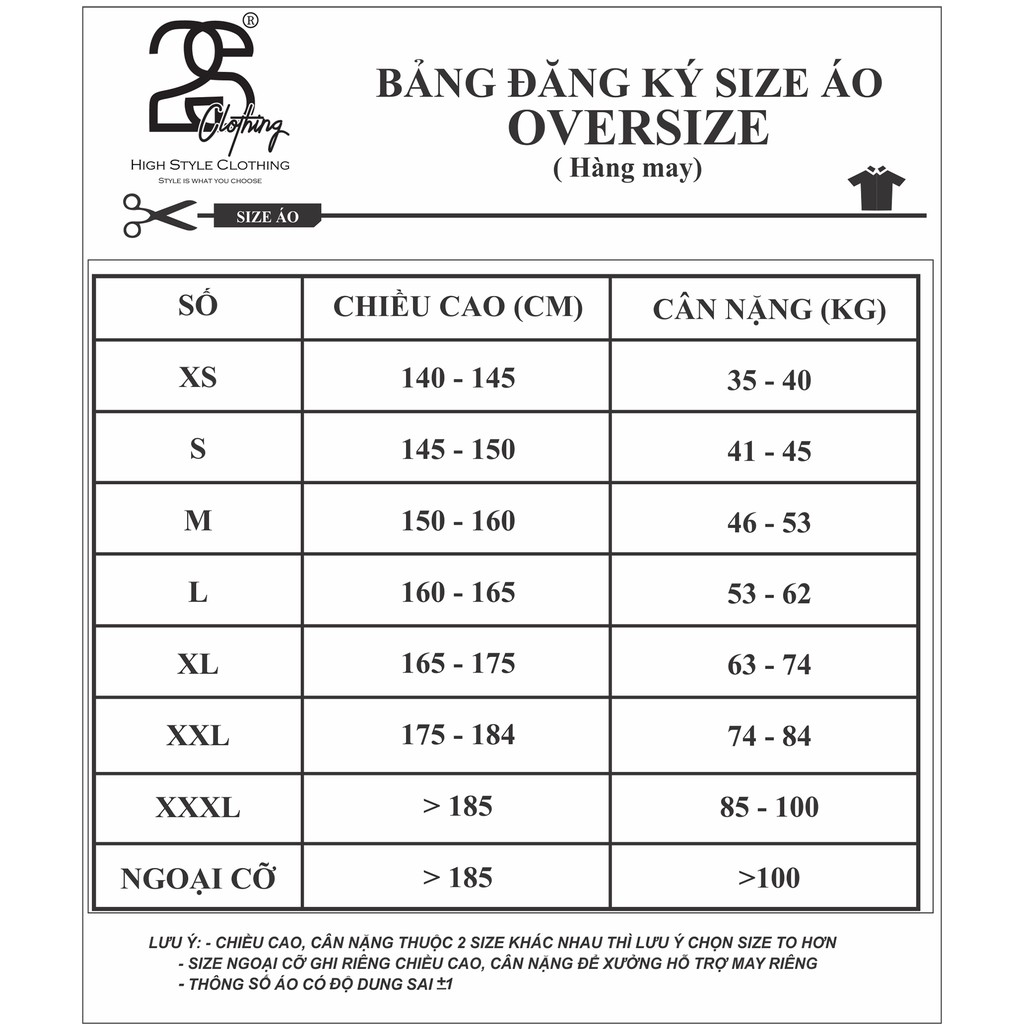 2S ®
Clothing
HIGH STYLE CLOTHING
STYLE IS WHAT YOU CHOOSE
BẢNG ĐĂNG KÝ SIZE ÁO
OVERSIZE
( Hàng may)
SIZE ÁO
SỐ CHIỀU CAO (CM) CÂN NẶNG (KG)
XS 140 - 145 35 - 40
S 145 - 150 41 - 45
M 150 - 160 46 - 53
L 160 - 165 53 - 62
XL 165 - 175 63 - 74
XXL 175 - 184 74 - 84
XXXL > 185 85 - 100
NGOẠI CỠ > 185 >100
LƯU Ý: - CHIỀU CAO, CÂN NẶNG THUỘC 2 SIZE KHÁC NHAU THÌ LƯU Ý CHỌN SIZE TO HƠN
- SIZE NGOẠI CỠ GHI RIÊNG CHIỀU CAO, CÂN NẶNG ĐỂ XƯỞNG HỖ TRỢ MAY RIÊNG
- THÔNG SỐ ÁO CÓ ĐỘ DUNG SAI ±1